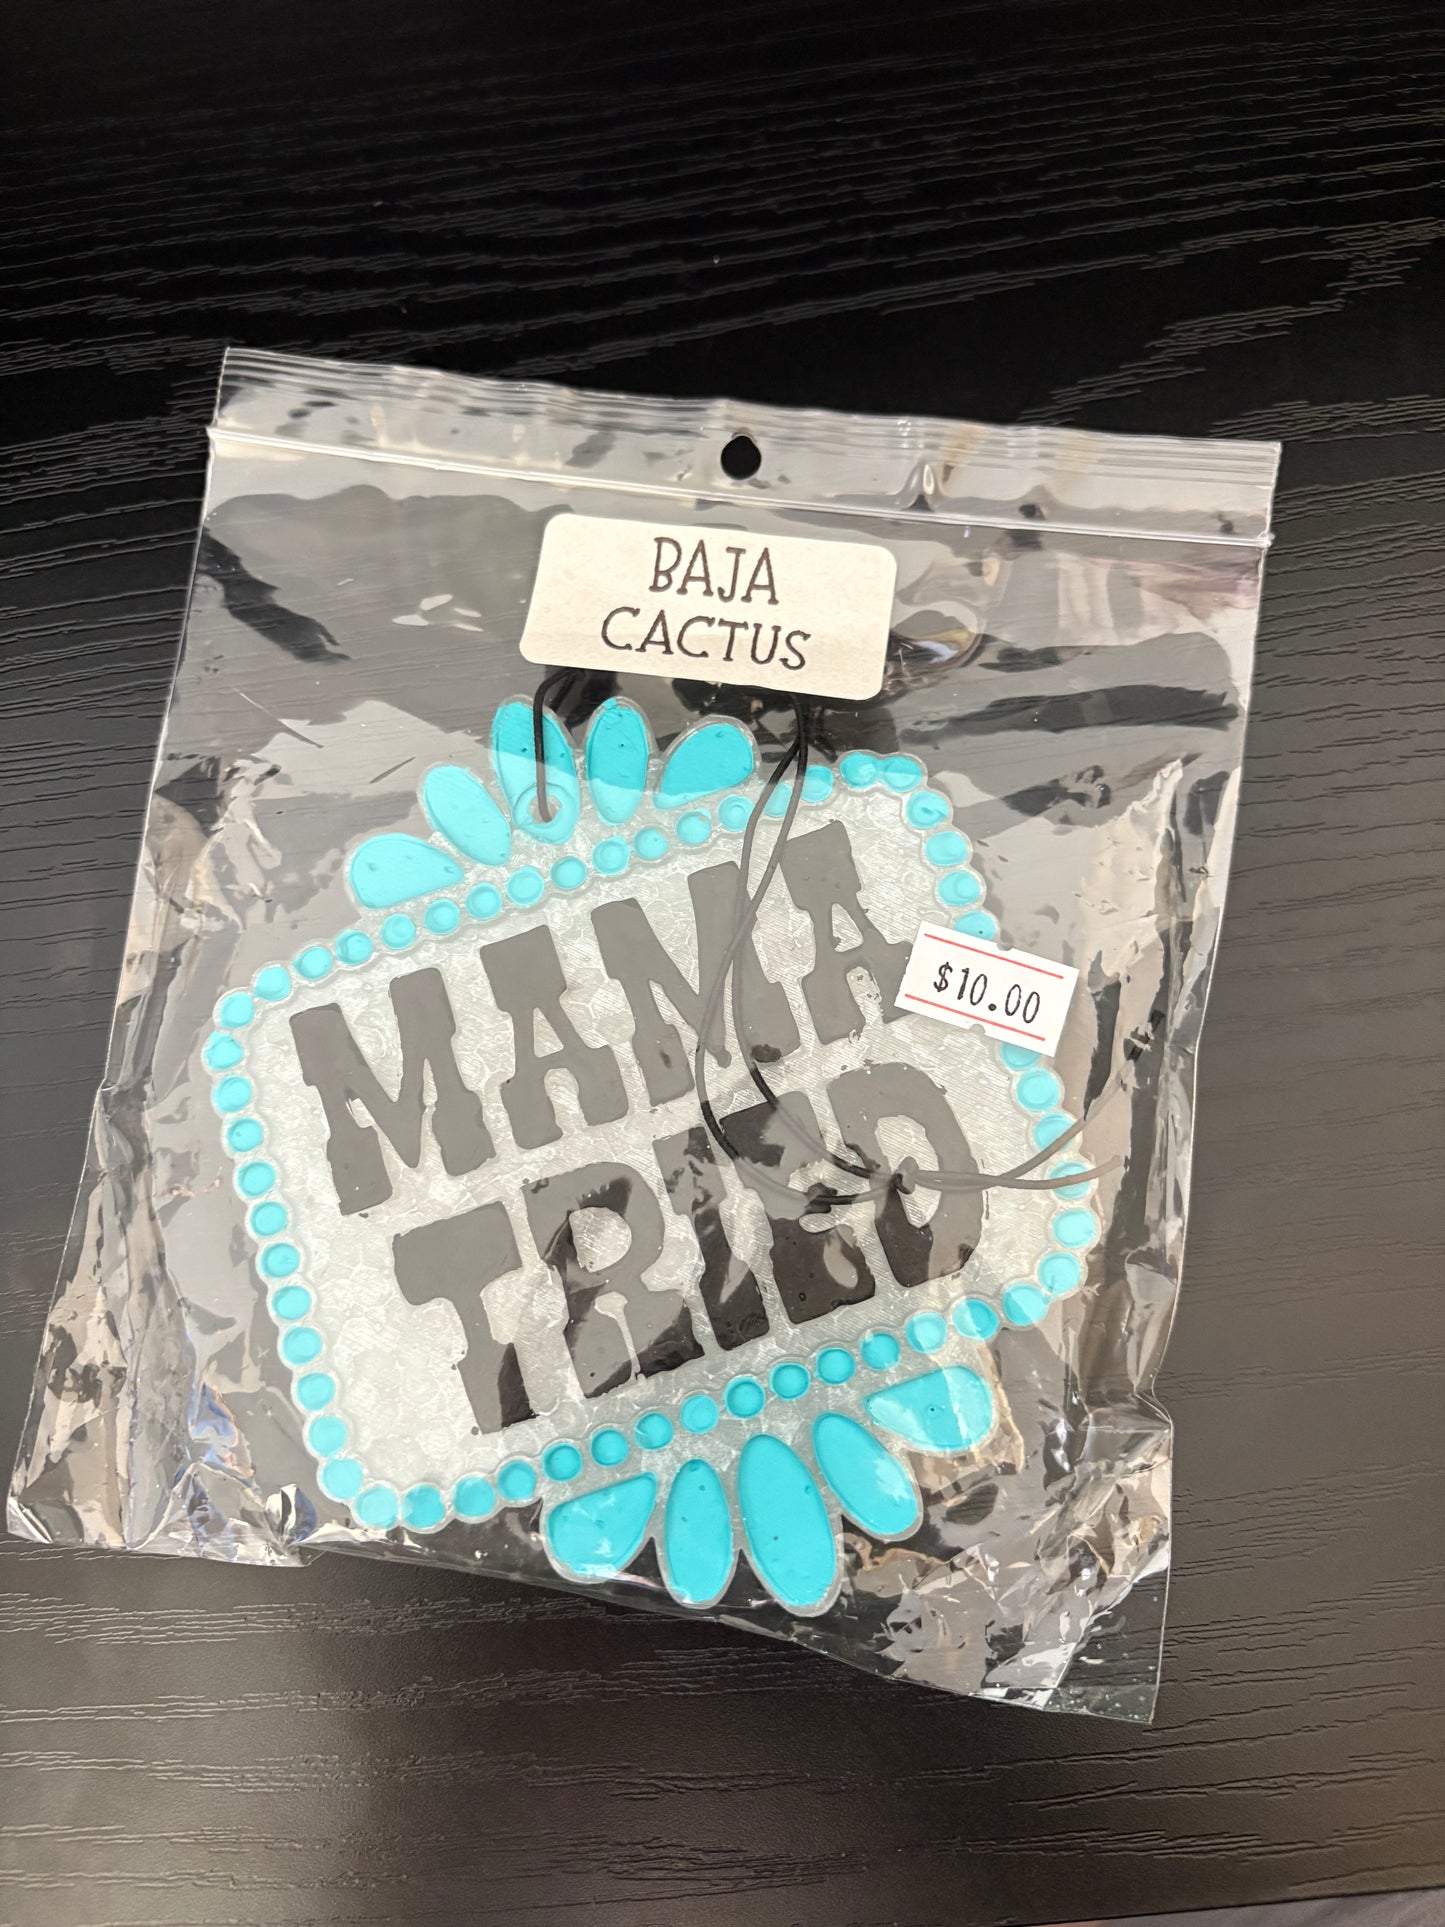 BAJA
CACTUS
MAMA
$10.00
TRIED